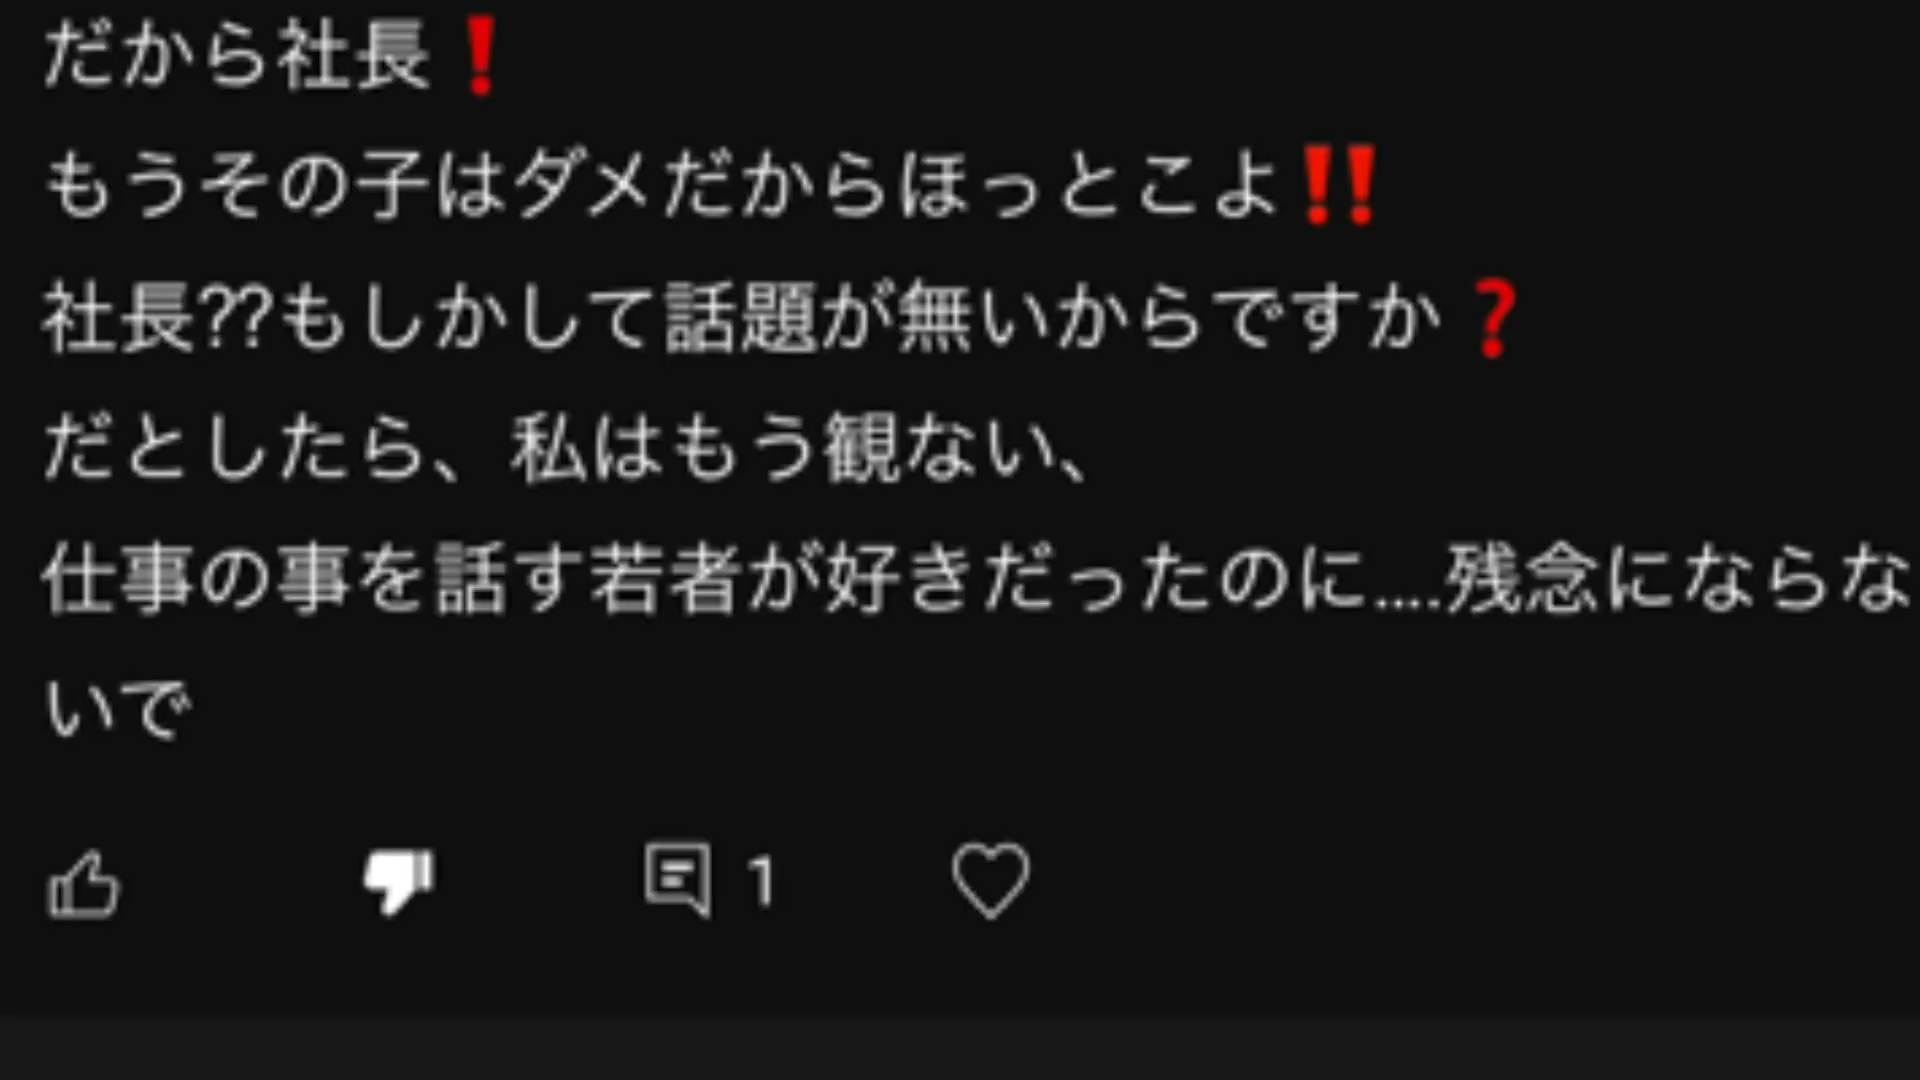 だから社長❗
もうその子はダメだからほっとこよ‼️
社長⁇もしかして話題が無いからですか❓
だとしたら、私はもう観ない、
仕事の事を話す若者が好きだったのに....残念にならな
いで
1